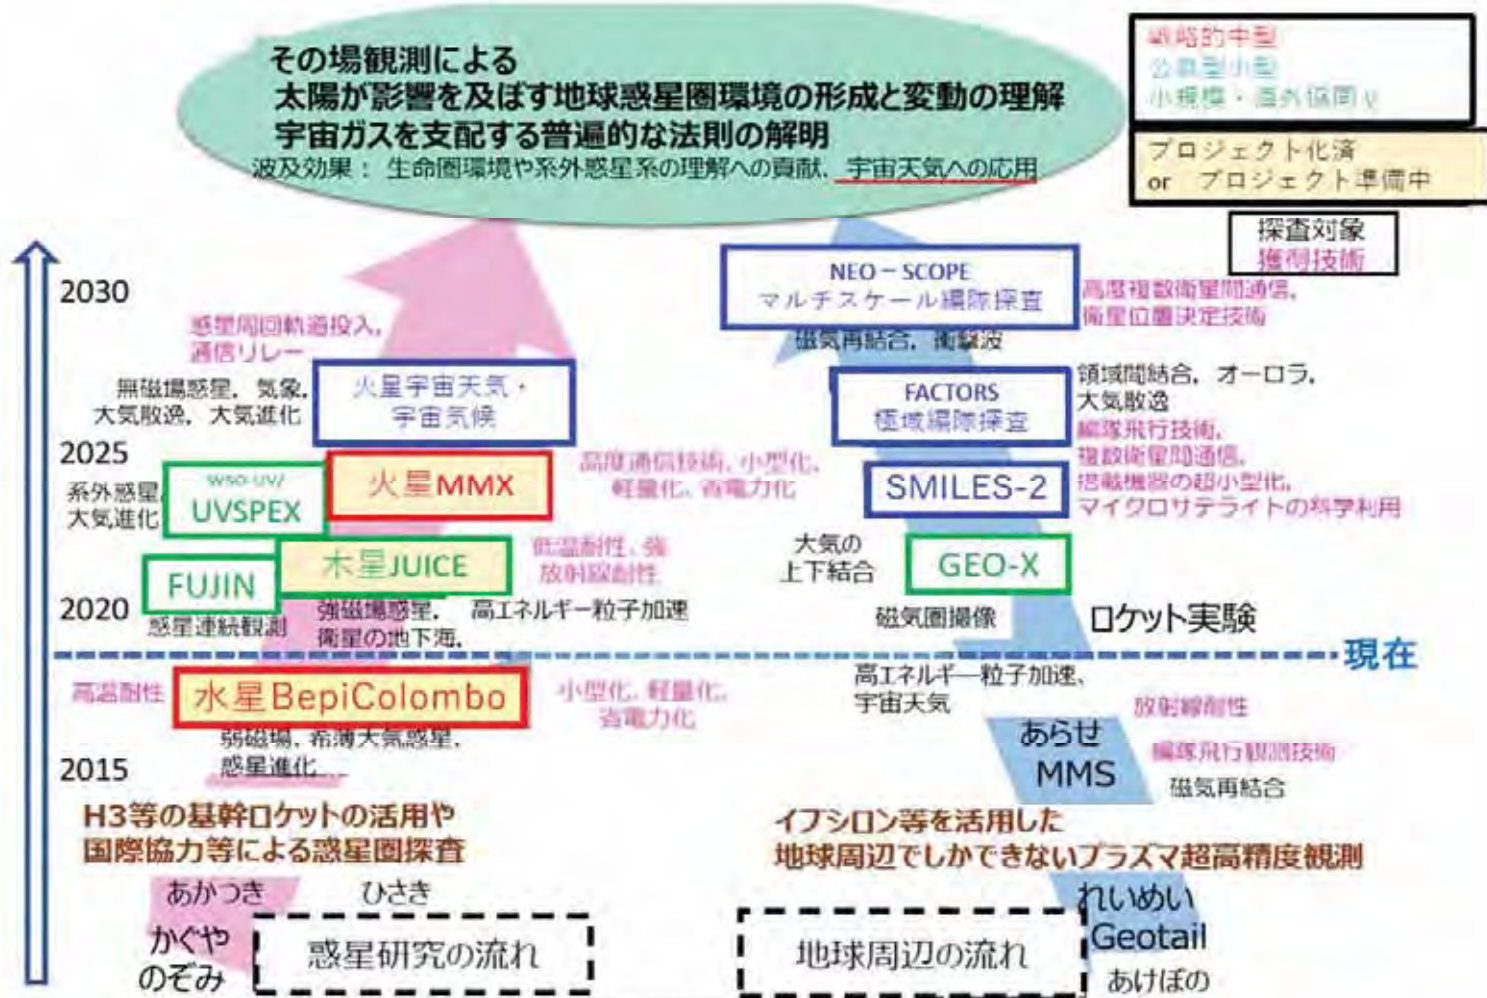 その場観測による
太陽が影響を及ぼす地球惑星圏環境の形成と変動の理解
宇宙ガスを支配する普遍的な法則の解明
波及効果： 生命圏環境や系外惑星系の理解への貢献、宇宙天気への応用
戦略的中型
公募型小型
小規模・海外協同
プロジェクト化済
or プロジェクト準備中
探査対象
獲得技術
2030
NEO－SCOPE
マルチスケール編隊探査
高度複数衛星間通信,
衛星位置決定技術
磁気再結合, 衝撃波
惑星周回軌道投入,
通信リレー
無磁場惑星, 気象,
大気散逸, 大気進化
火星宇宙天気・
宇宙気候
FACTORS
極域編隊探査
領域間結合, オーロラ,
大気散逸
編隊飛行技術,
複数衛星間通信,
搭載機器の超小型化,
マイクロサテライトの科学利用
2025
系外惑星
大気進化
WSO-UV/
UVSPEX
火星MMX
高度通信技術、小型化、
軽量化、省電力化
SMILES-2
FUJIN
惑星連続観測
木星JUICE
低温耐性、強
放射線耐性
大気の
上下結合
GEO-X
2020
強磁場惑星,
衛星の地下海,
高エネルギー粒子加速
磁気圏撮像
ロケット実験
現在
高温耐性
水星BepiColombo
小型化、軽量化、
省電力化
高エネルギー粒子加速、
宇宙天気
弱磁場, 希薄大気惑星,
惑星進化
放射線耐性
あらせ
MMS
編隊飛行観測技術
磁気再結合
2015
H3等の基幹ロケットの活用や
国際協力等による惑星圏探査
イプシロン等を活用した
地球周辺でしかできないプラズマ超高精度観測
あかつき
ひさき
かぐや
のぞみ
惑星研究の流れ
地球周辺の流れ
れいめい
Geotail
あけぼの